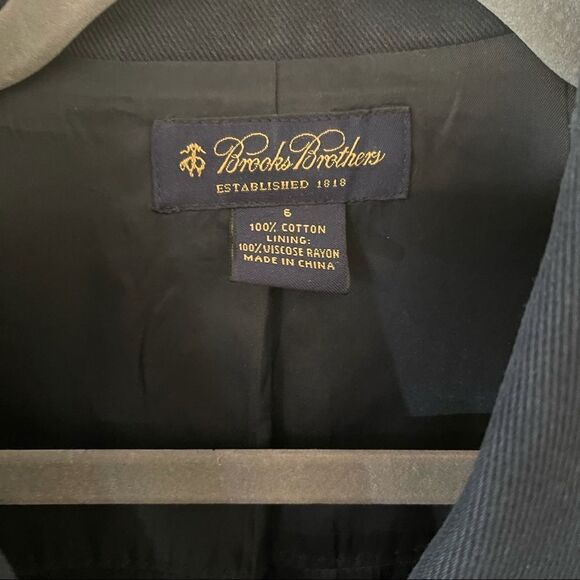 Brooks Brothers
ESTABLISHED 1818
6
100% COTTON
LINING:
100% VISCOSE RAYON
MADE IN CHINA